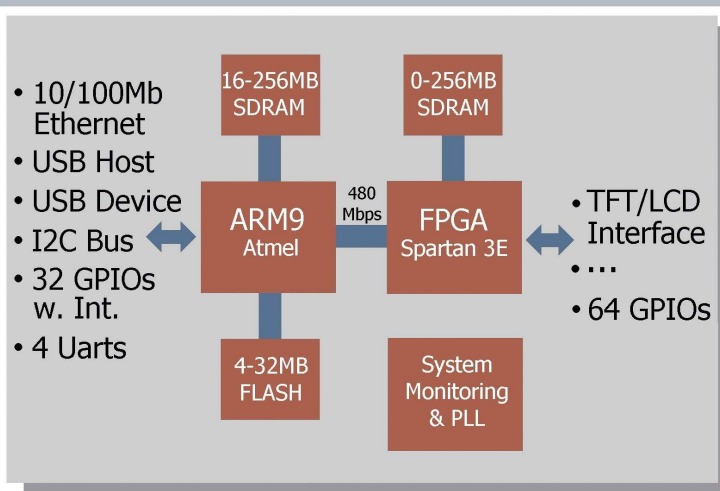 • 10/100Mb
Ethernet
• USB Host
• USB Device
• I2C Bus
• 32 GPIOs
w. Int.
• 4 Uarts
16-256MB
SDRAM
0-256MB
SDRAM
ARM9
Atmel
480
Mbps
FPGA
Spartan 3E
4-32MB
FLASH
System
Monitoring
& PLL
• TFT/LCD
Interface
• ...
• 64 GPIOs